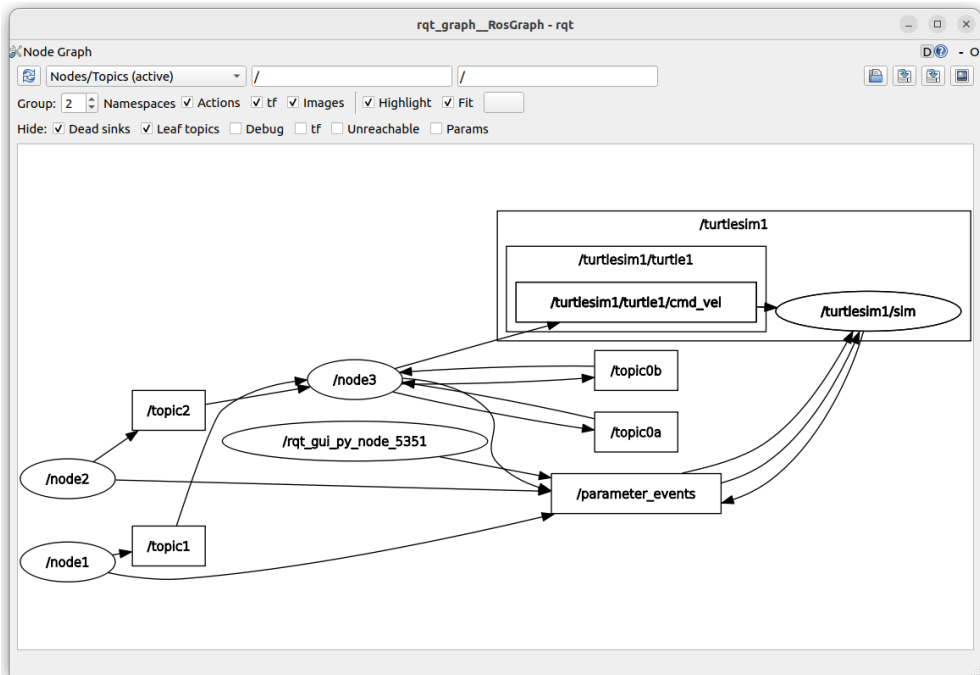 rqt_graph__RosGraph - rqt
Node Graph
D
- O
Nodes/Topics (active)
/
/
Group: 2 Namespaces Actions tf Images Highlight Fit
Hide: Dead sinks Leaf topics Debug tf Unreachable Params
/turtlesim1
/turtlesim1/turtle1
/turtlesim1/turtle1/cmd_vel
/turtlesim1/sim
/topic0b
/node3
/topic2
/topic0a
/rqt_gui_py_node_5351
/node2
/parameter_events
/topic1
/node1